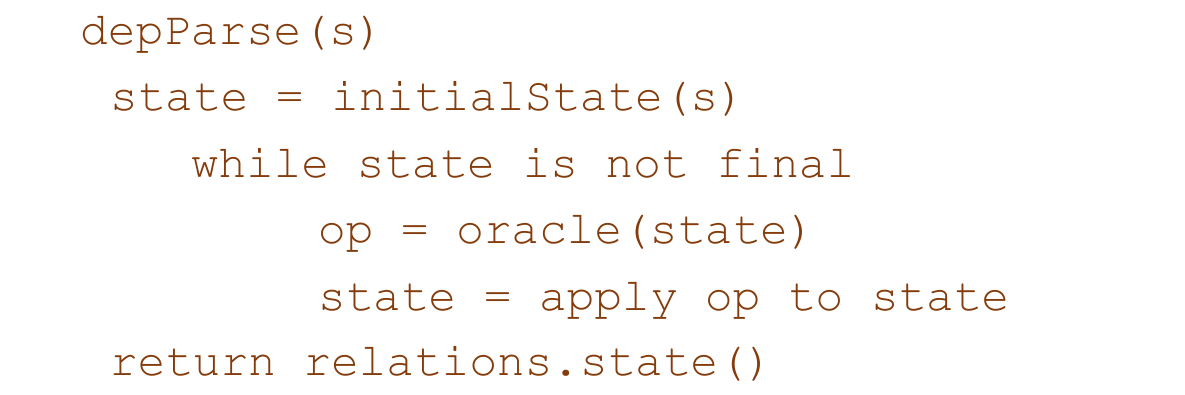 depParse(s)
state = initialState(s)
while state is not final
op = oracle(state)
state = apply op to state
return relations.state()